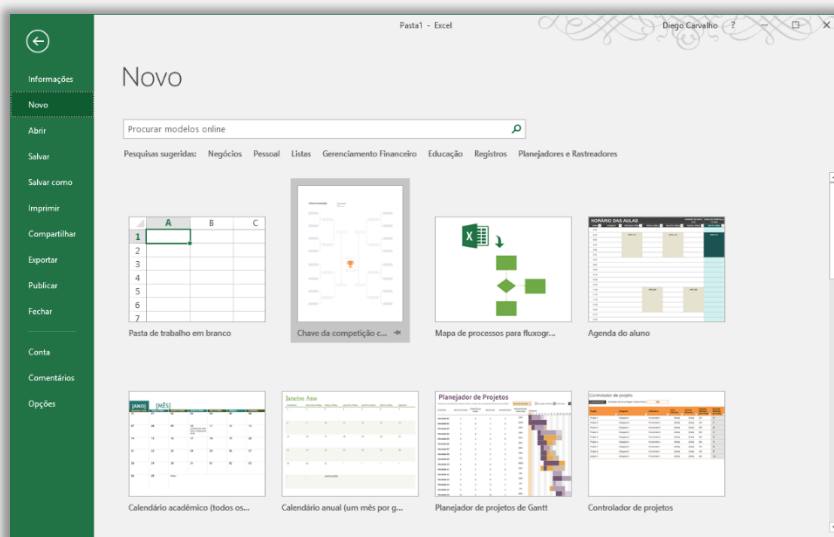 Pasta1 - Excel
Diego Carvalho ?
Informações
Novo
Abrir
Salvar
Salvar como
Imprimir
Compartilhar
Exportar
Publicar
Fechar
Conta
Comentários
Opções
Novo
Procurar modelos online
Pesquisas sugeridas: Negócios Pessoal Listas Gerenciamento Financeiro Educação Registros Planejadores e Rastreadores
A B C
1
2
3
4
5
6
7
Pasta de trabalho em branco
Chave da competição c...
Mapa de processos para fluxogr...
HORÁRIO DAS AULAS
Agenda do aluno
[ANO] [MÊS]
Calendário acadêmico (todos os...
Janeiro Ano
Calendário anual (um mês por g...
Planejador de Projetos
Planejador de projetos de Gantt
Controlador de projeto
Controlador de projetos